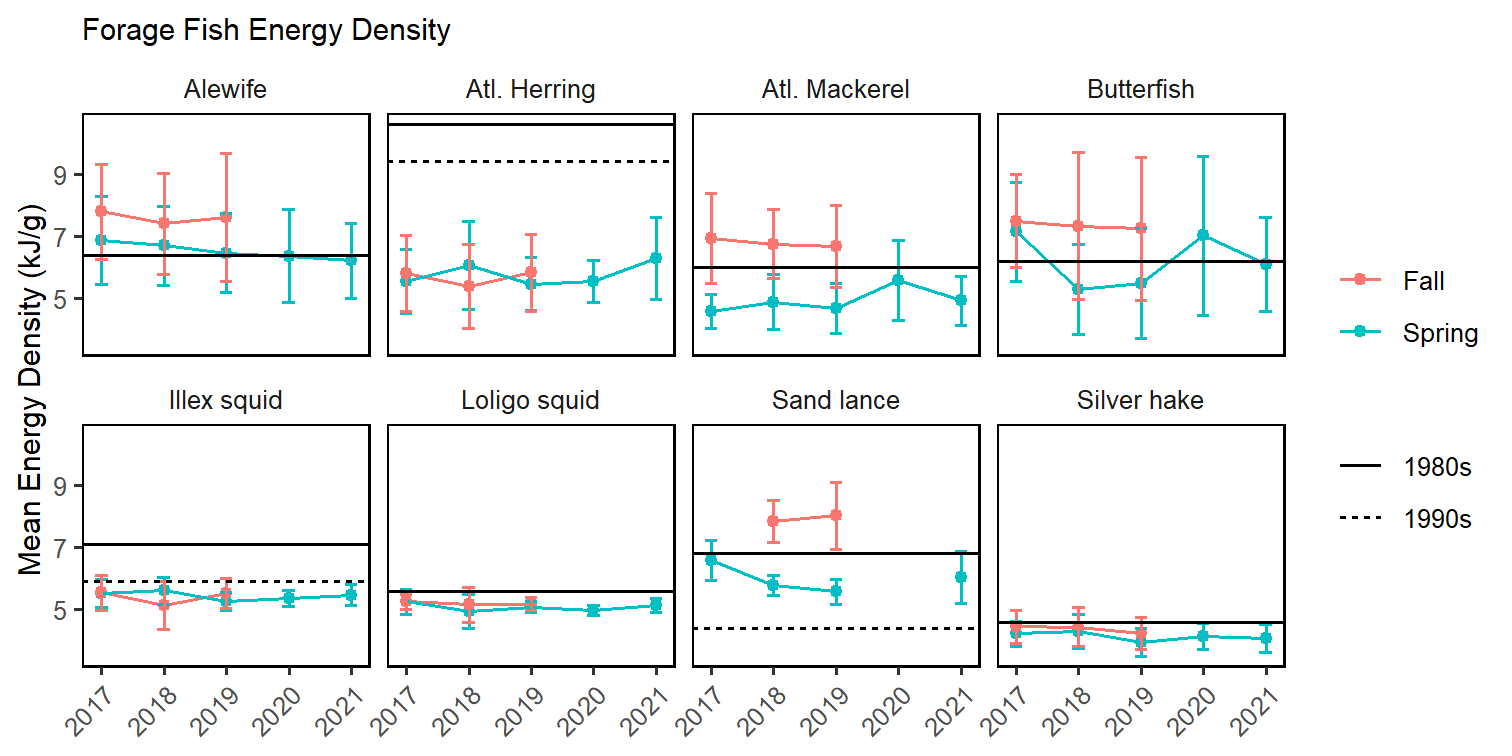 Forage Fish Energy Density
Alewife
Atl. Herring
Atl. Mackerel
Butterfish
9
7
5
Mean Energy Density (kJ/g)
Fall
Spring
Illex squid
Loligo squid
Sand lance
Silver hake
9
7
5
1980s
1990s
2017 2018 2019 2020 2021
2017 2018 2019 2020 2021
2017 2018 2019 2020 2021
2017 2018 2019 2020 2021